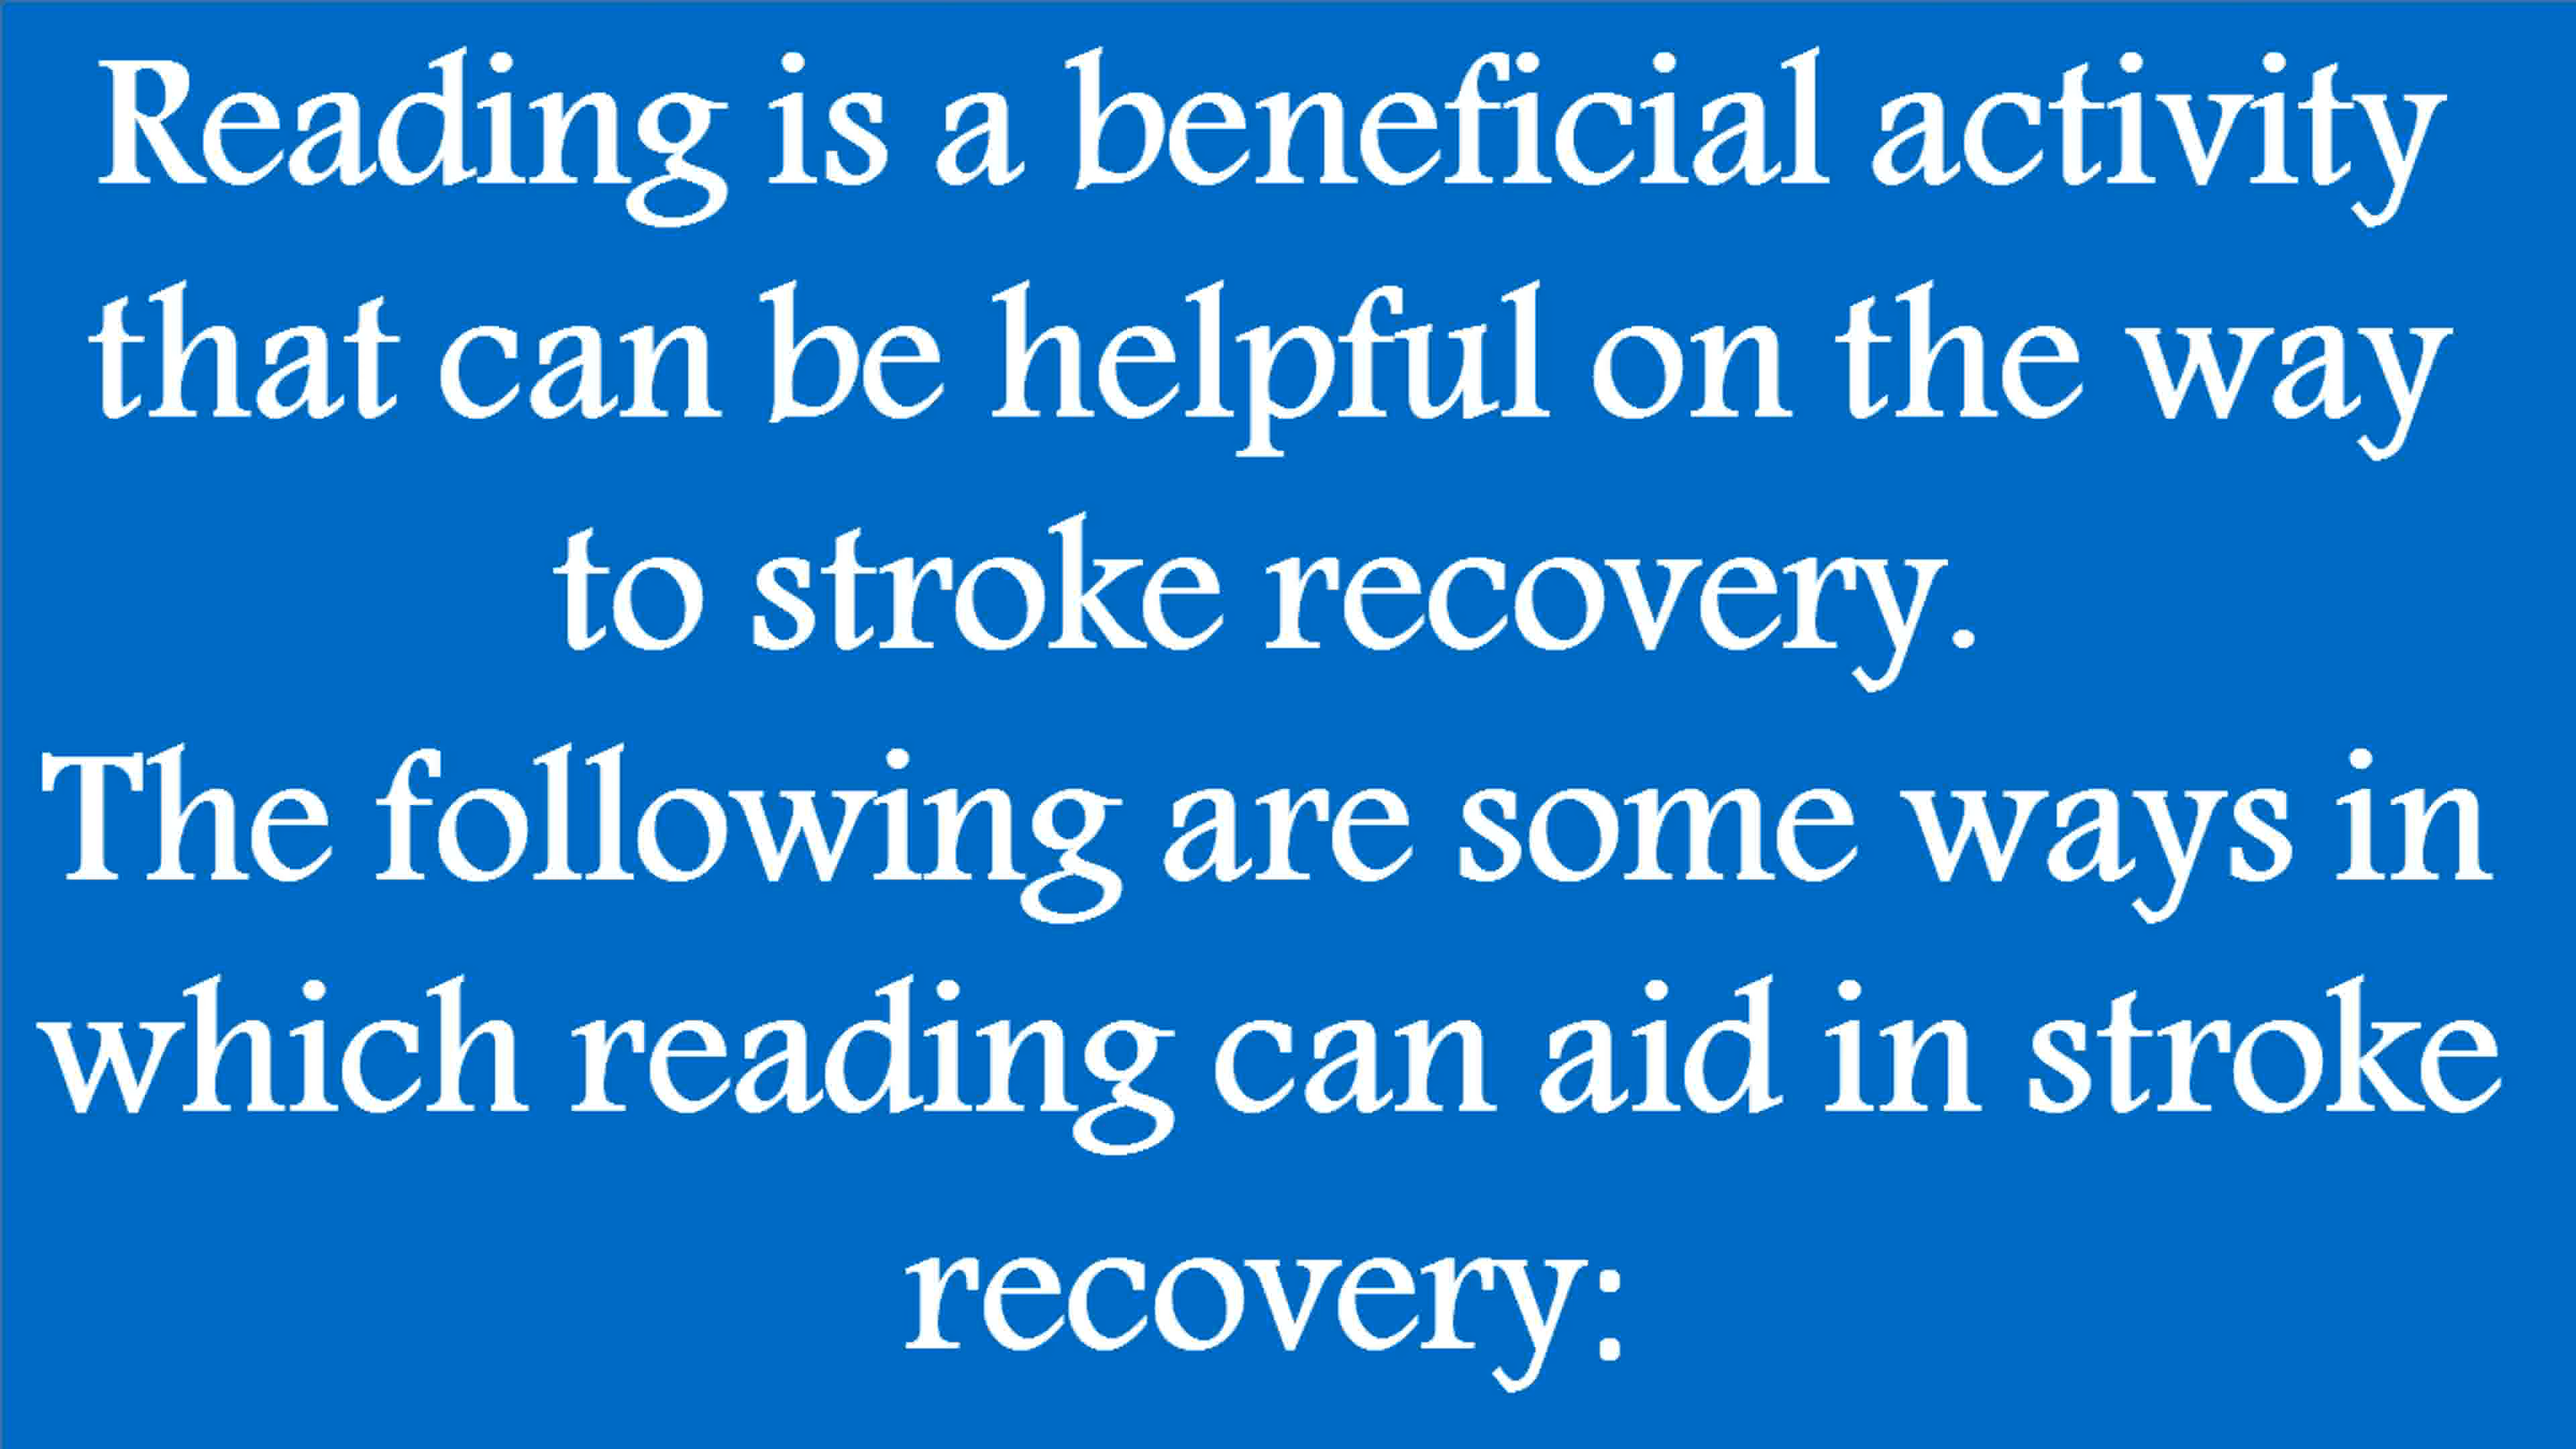 Reading is a beneficial activity
that can be helpful on the way
to stroke recovery.
The following are some ways in
which reading can aid in stroke
recovery: